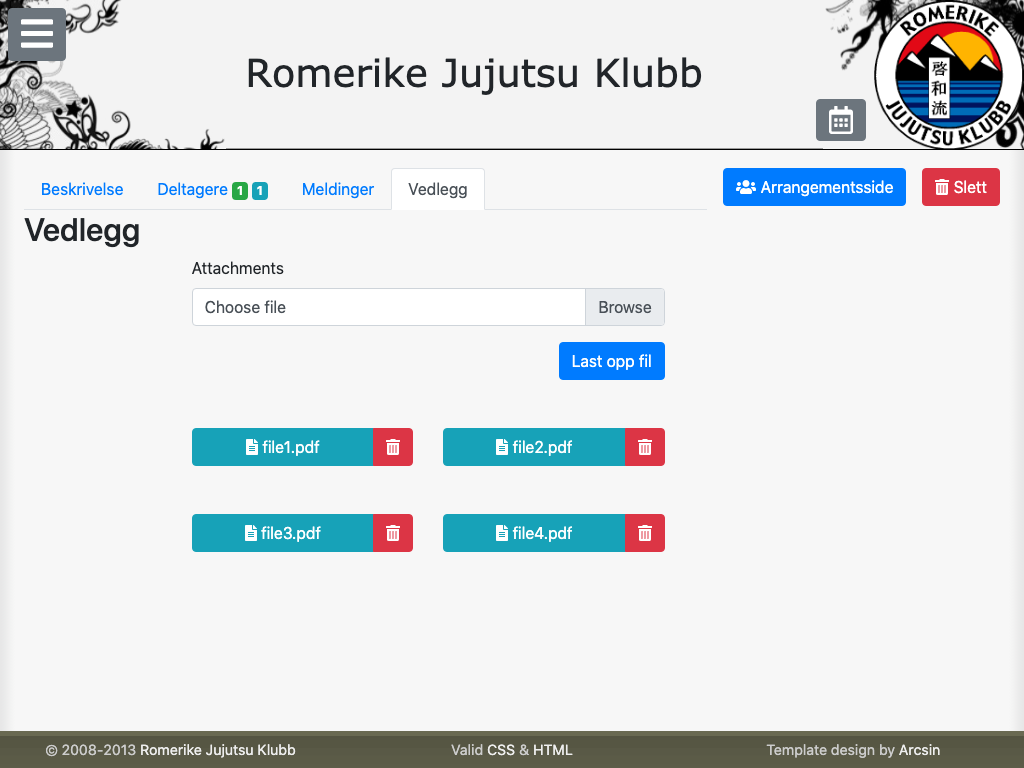 Romerike Jujutsu Klubb
ROMERIKE
啓和流
JUJUTSU KLUBB
Beskrivelse
Deltagere 1 1
Meldinger
Vedlegg
Arrangementsside
Slett
Vedlegg
Attachments
Choose file
Browse
Last opp fil
file1.pdf
file2.pdf
file3.pdf
file4.pdf
© 2008-2013 Romerike Jujutsu Klubb
Valid CSS & HTML
Template design by Arcsin